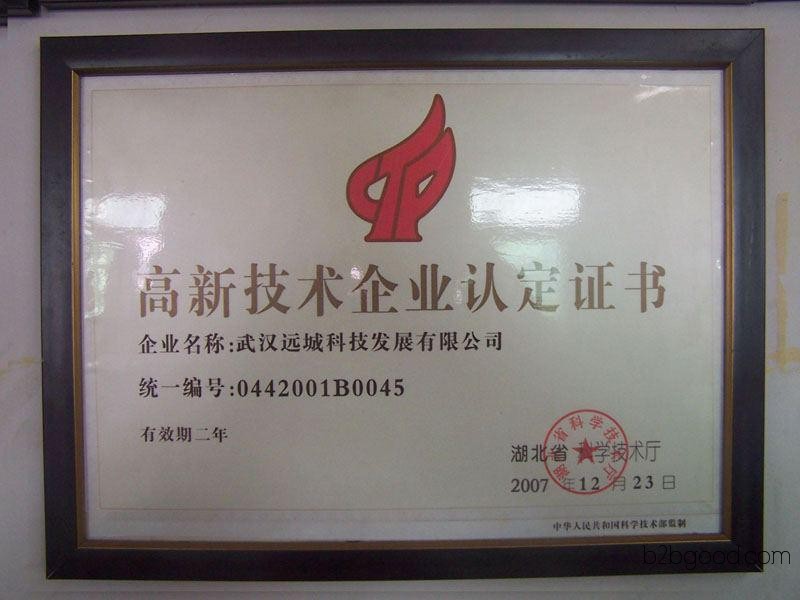 高新技术企业认定证书
企业名称:武汉远城科技发展有限公司
统一编号:0442001B0045
有效期二年
湖北省科学技术厅
2007年12月23日
中华人民共和国科学技术部监制
b2bgood.com